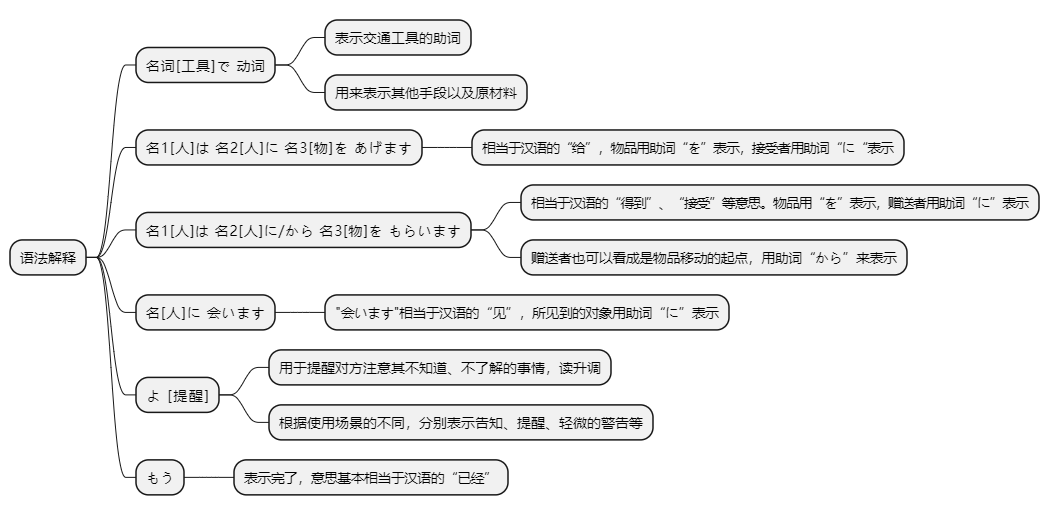 语法解释
名词[工具]で 动词
表示交通工具的助词
用来表示其他手段以及原材料
名1[人]は 名2[人]に 名3[物]を あげます
相当于汉语的“给”，物品用助词“を”表示，接受者用助词“に“表示
名1[人]は 名2[人]に/から 名3[物]を もらいます
相当于汉语的“得到”、“接受”等意思。物品用“を”表示，赠送者用助词“に”表示
赠送者也可以看成是物品移动的起点，用助词“から”来表示
名[人]に 会います
"会います"相当于汉语的“见”，所见到的对象用助词“に”表示
よ [提醒]
用于提醒对方注意其不知道、不了解的事情，读升调
根据使用场景的不同，分别表示告知、提醒、轻微的警告等
もう
表示完了，意思基本相当于汉语的“已经”